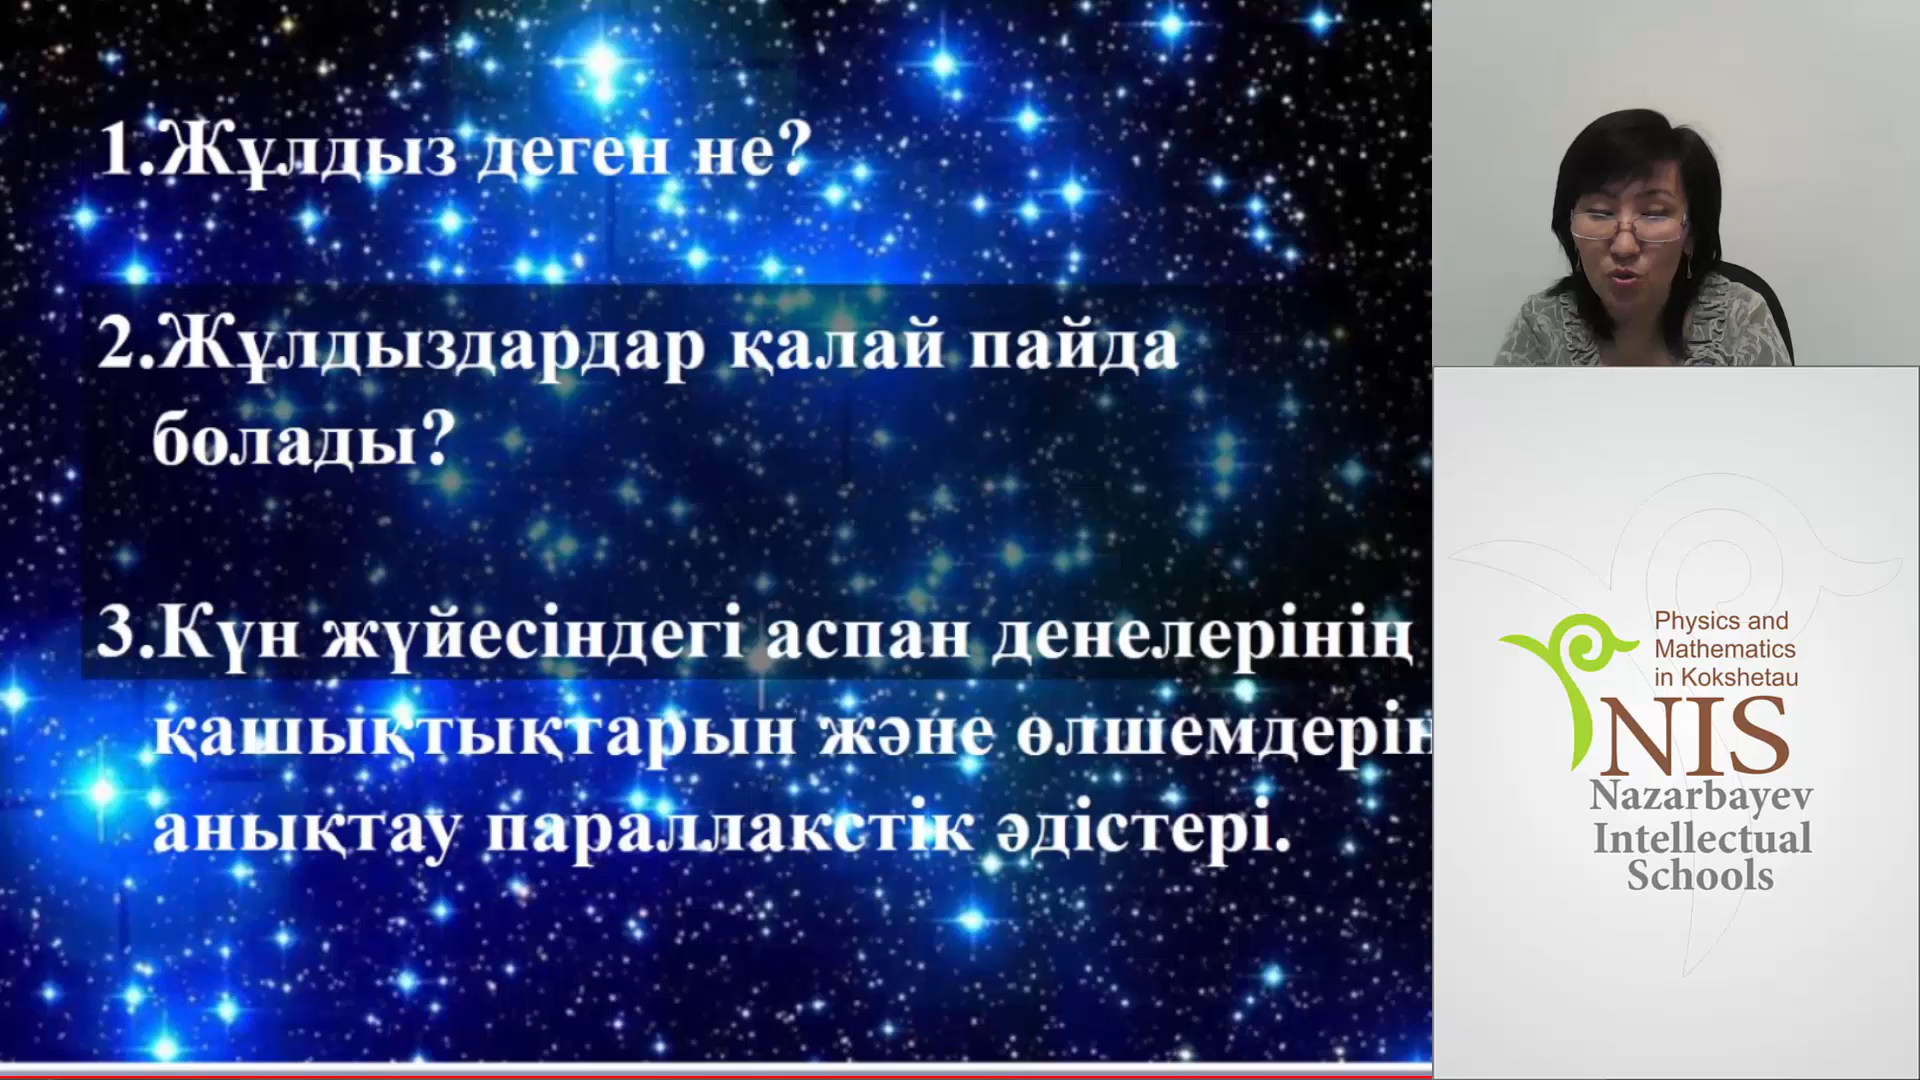 1.Жұлдыз деген не?
2.Жұлдыздардар қалай пайда
болады?
3.Күн жүйесіндегі аспан денелерінің
қашықтықтарын және өлшемдерін
анықтау параллакстік әдістері.
Physics and
Mathematics
in Kokshetau
NIS
Nazarbayev
Intellectual
Schools